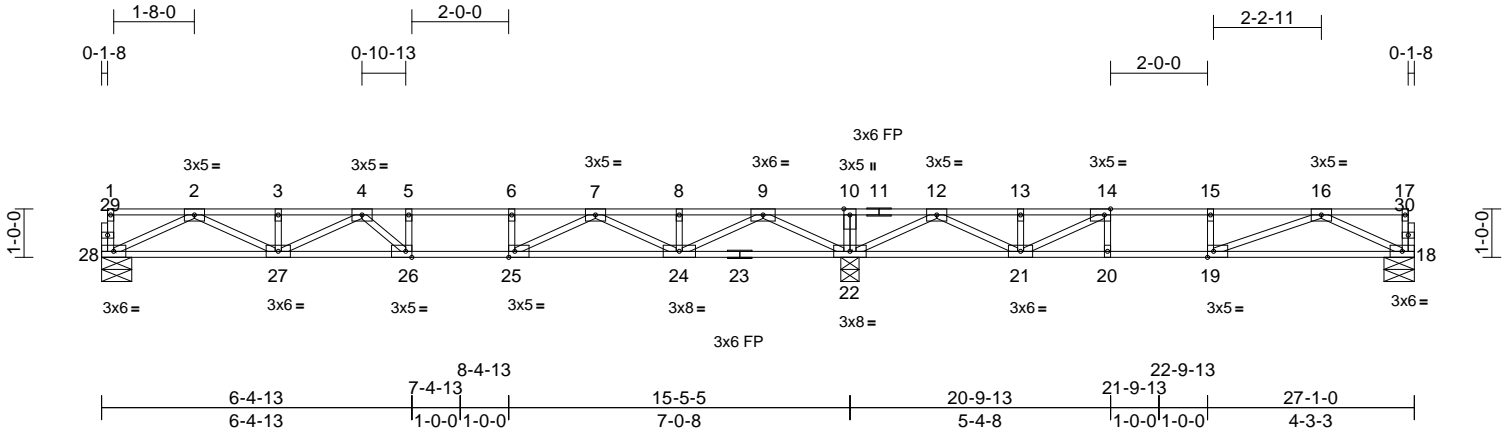 1-8-0 2-0-0 2-2-11
0-1-8 0-10-13 2-0-0 0-1-8
3x6 FP
3x5 = 3x5 = 3x5 = 3x6 = 3x5 II 3x5 = 3x5 = 3x5 =
1 2 3 4 5 6 7 8 9 10 11 12 13 14 15 16 17
29 30
1-0-0 1-0-0
28 27 26 25 24 23 22 21 20 19 18
3x6 = 3x6 = 3x5 = 3x5 = 3x8 = 3x8 = 3x6 = 3x5 = 3x6 =
3x6 FP
8-4-13 22-9-13
7-4-13 21-9-13
6-4-13 15-5-5 20-9-13 27-1-0
6-4-13 1-0-0 1-0-0 7-0-8 5-4-8 1-0-0 1-0-0 4-3-3